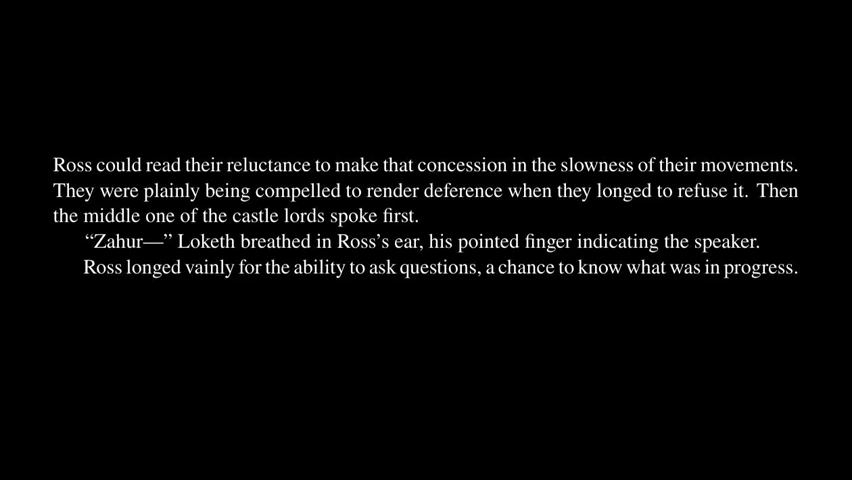 Ross could read their reluctance to make that concession in the slowness of their movements.
They were plainly being compelled to render deference when they longed to refuse it. Then
the middle one of the castle lords spoke first.
“Zahur—” Loketh breathed in Ross’s ear, his pointed finger indicating the speaker.
Ross longed vainly for the ability to ask questions, a chance to know what was in progress.